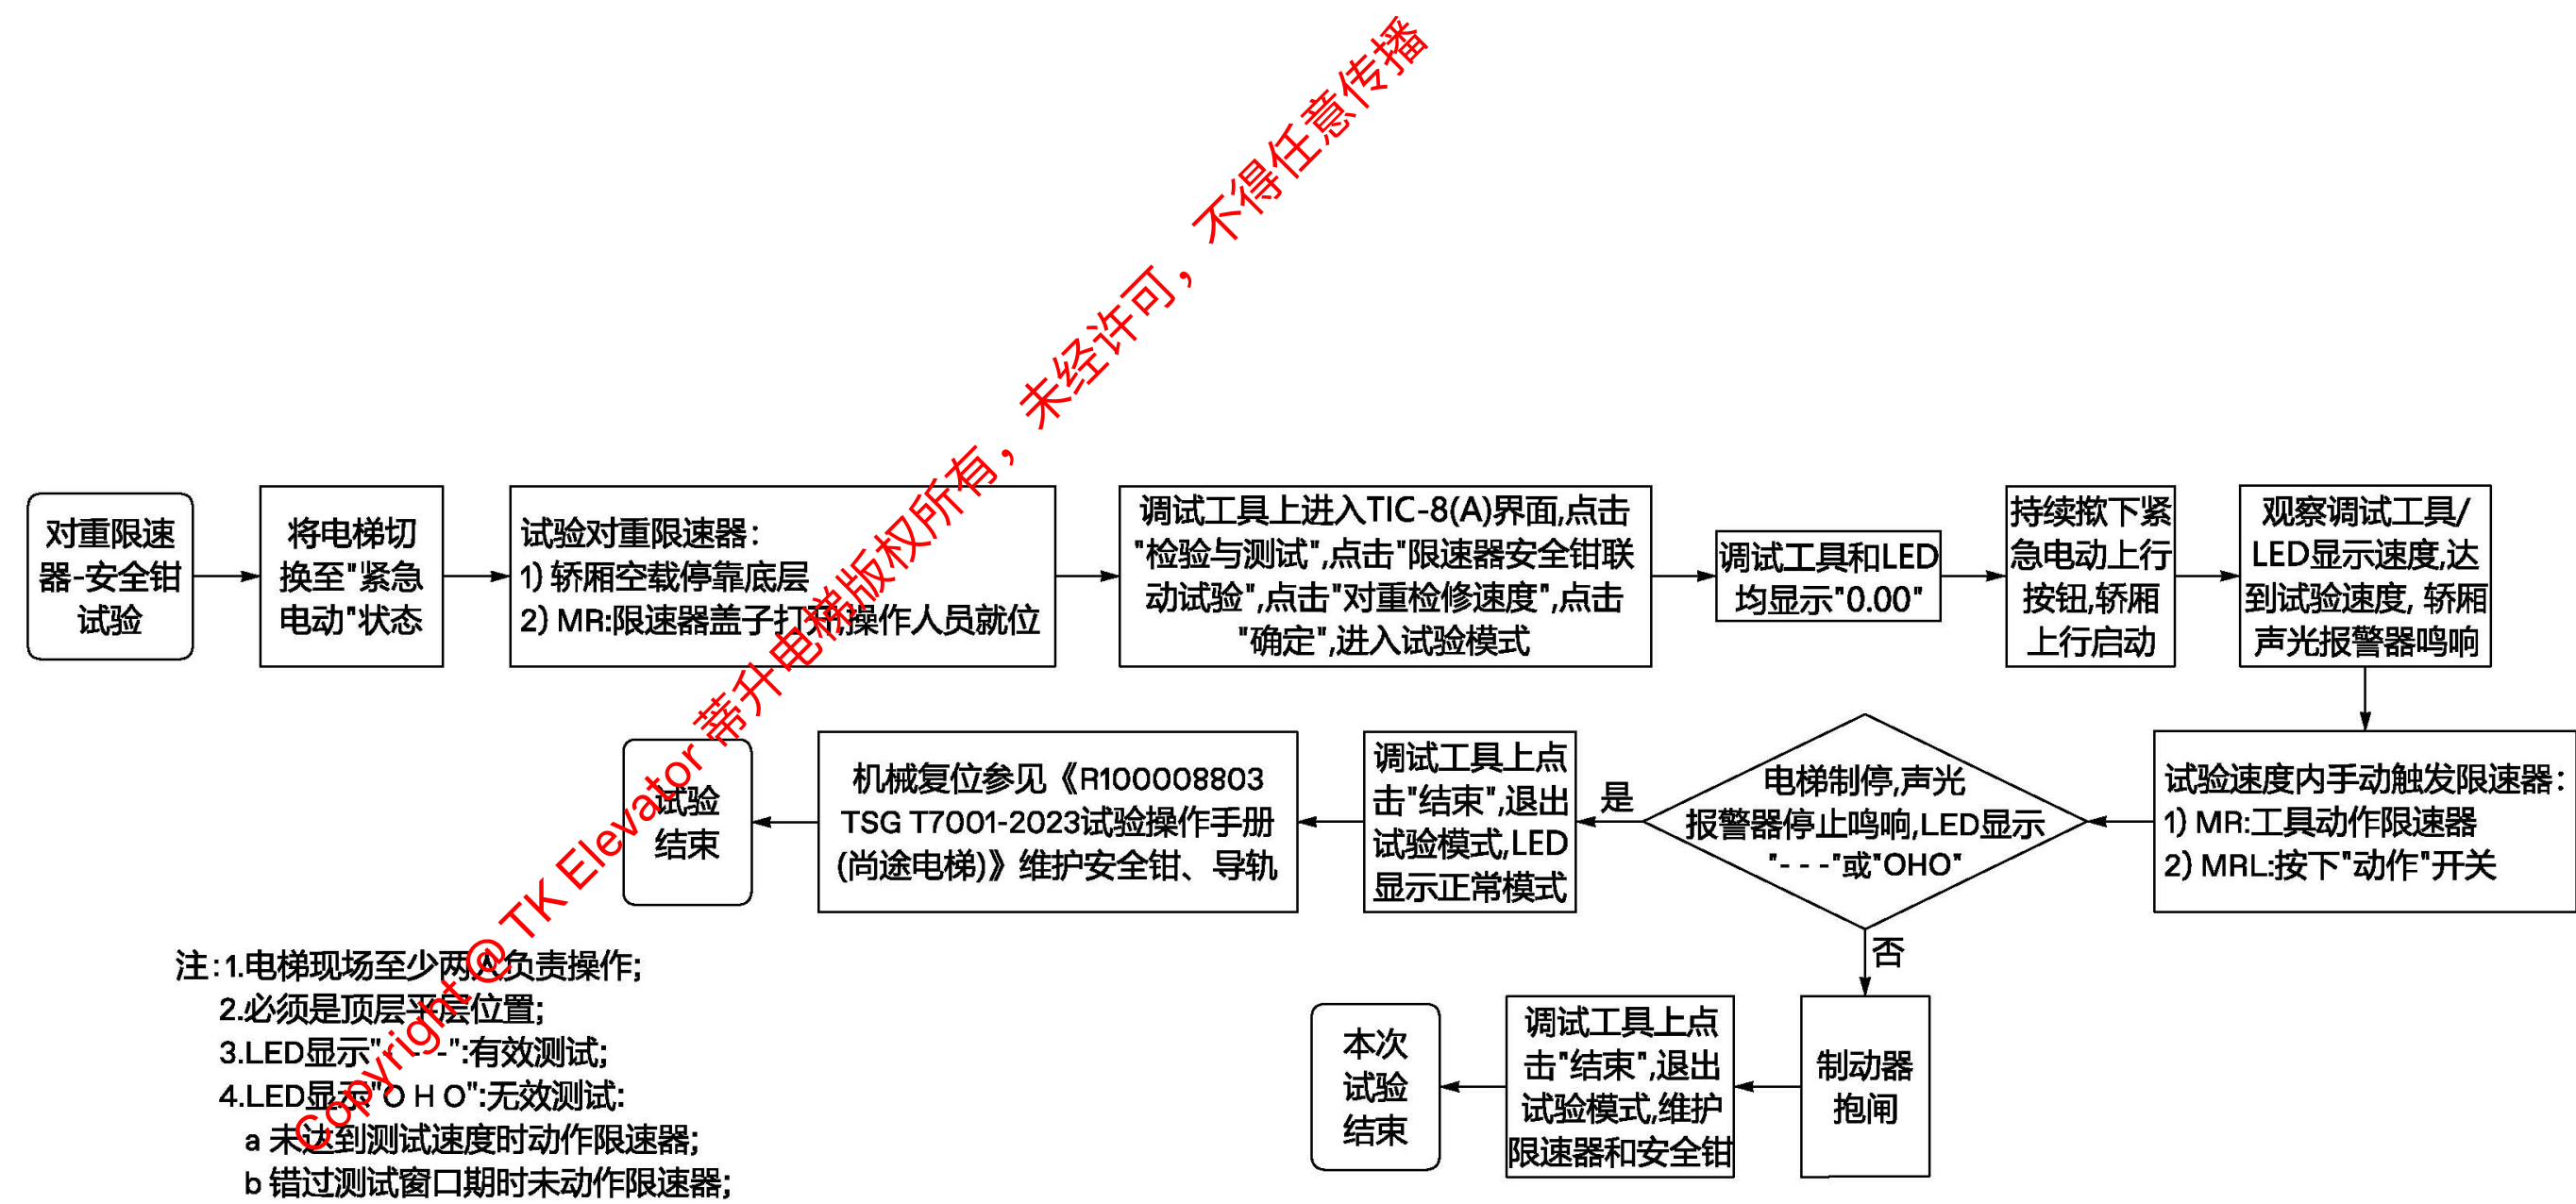 对重限速
器-安全钳
试验
将电梯切
换至"紧急
电动"状态
试验对重限速器：
1) 轿厢空载停靠底层
2) MR:限速器盖子打开,操作人员就位
调试工具上进入TIC-8(A)界面,点击
"检验与测试",点击"限速器安全钳联
动试验",点击"对重检修速度",点击
"确定",进入试验模式
调试工具和LED
均显示"0.00"
持续揿下紧
急电动上行
按钮,轿厢
上行启动
观察调试工具/
LED显示速度,达
到试验速度, 轿厢
声光报警器鸣响
试验速度内手动触发限速器：
1) MR:工具动作限速器
2) MRL:按下"动作"开关
电梯制停,声光
报警器停止鸣响,LED显示
"- - -"或"OHO"
是
调试工具上点
击"结束",退出
试验模式,LED
显示正常模式
机械复位参见《R100008803
TSG T7001-2023试验操作手册
(尚途电梯)》维护安全钳、导轨
试验
结束
否
制动器
抱闸
调试工具上点
击"结束",退出
试验模式,维护
限速器和安全钳
本次
试验
结束
注：1.电梯现场至少两人负责操作;
2.必须是顶层平层位置;
3.LED显示"- - -":有效测试;
4.LED显示"O H O":无效测试:
a 未达到测试速度时动作限速器;
b 错过测试窗口期时未动作限速器;
Copyright @ TK Elevator 蒂升电梯版权所有，未经许可，不得任意传播